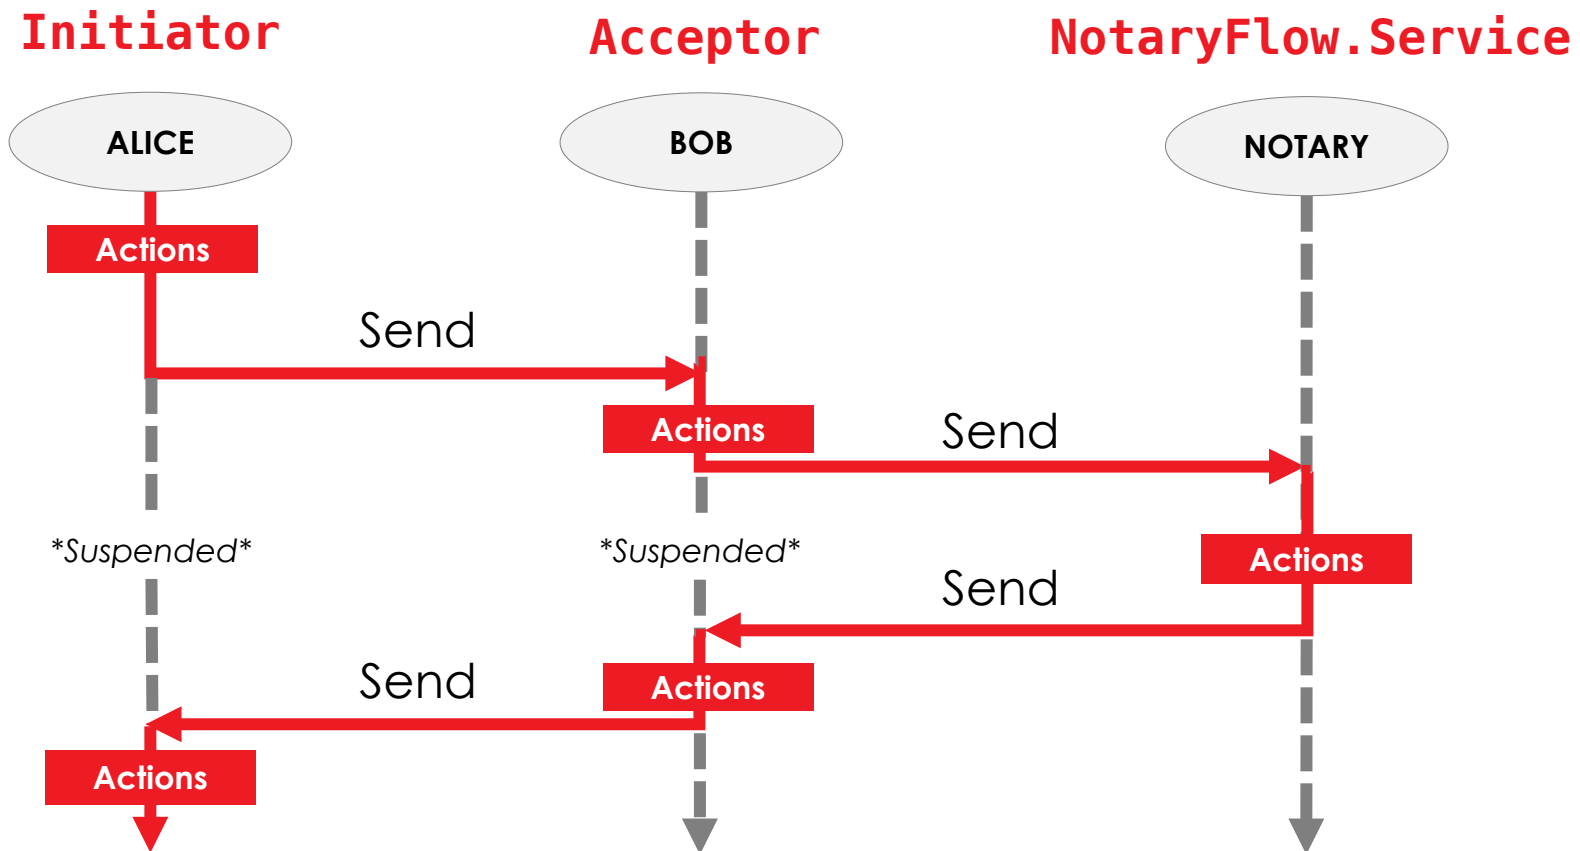 Initiator
Acceptor
NotaryFlow.Service
ALICE
BOB
NOTARY
Actions
Send
Actions
Send
*Suspended*
*Suspended*
Actions
Send
Send
Actions
Actions